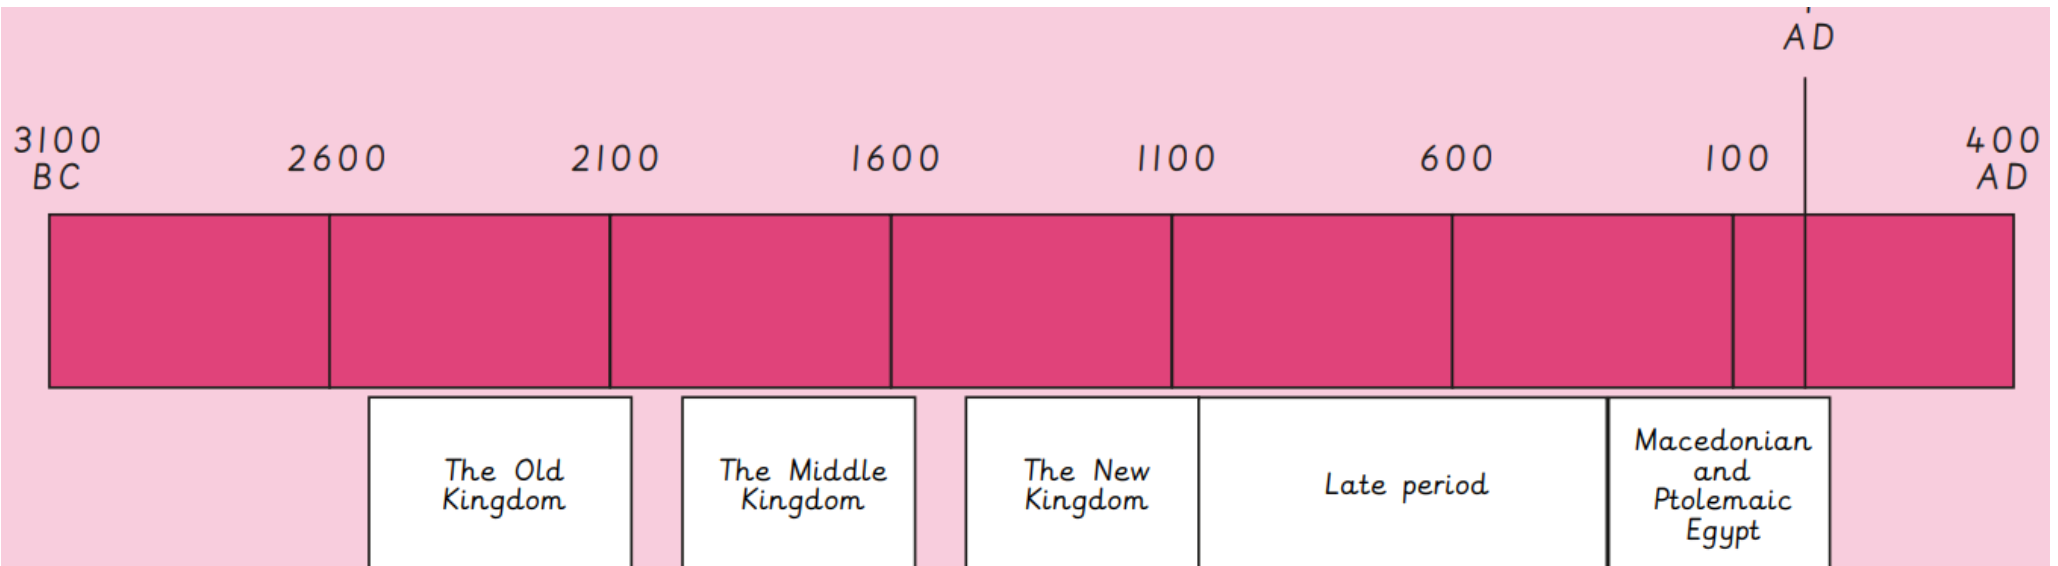 AD
3100
BC
2600
2100
1600
1100
600
100
400
AD
The Old
Kingdom
The Middle
Kingdom
The New
Kingdom
Late period
Macedonian
and
Ptolemaic
Egypt